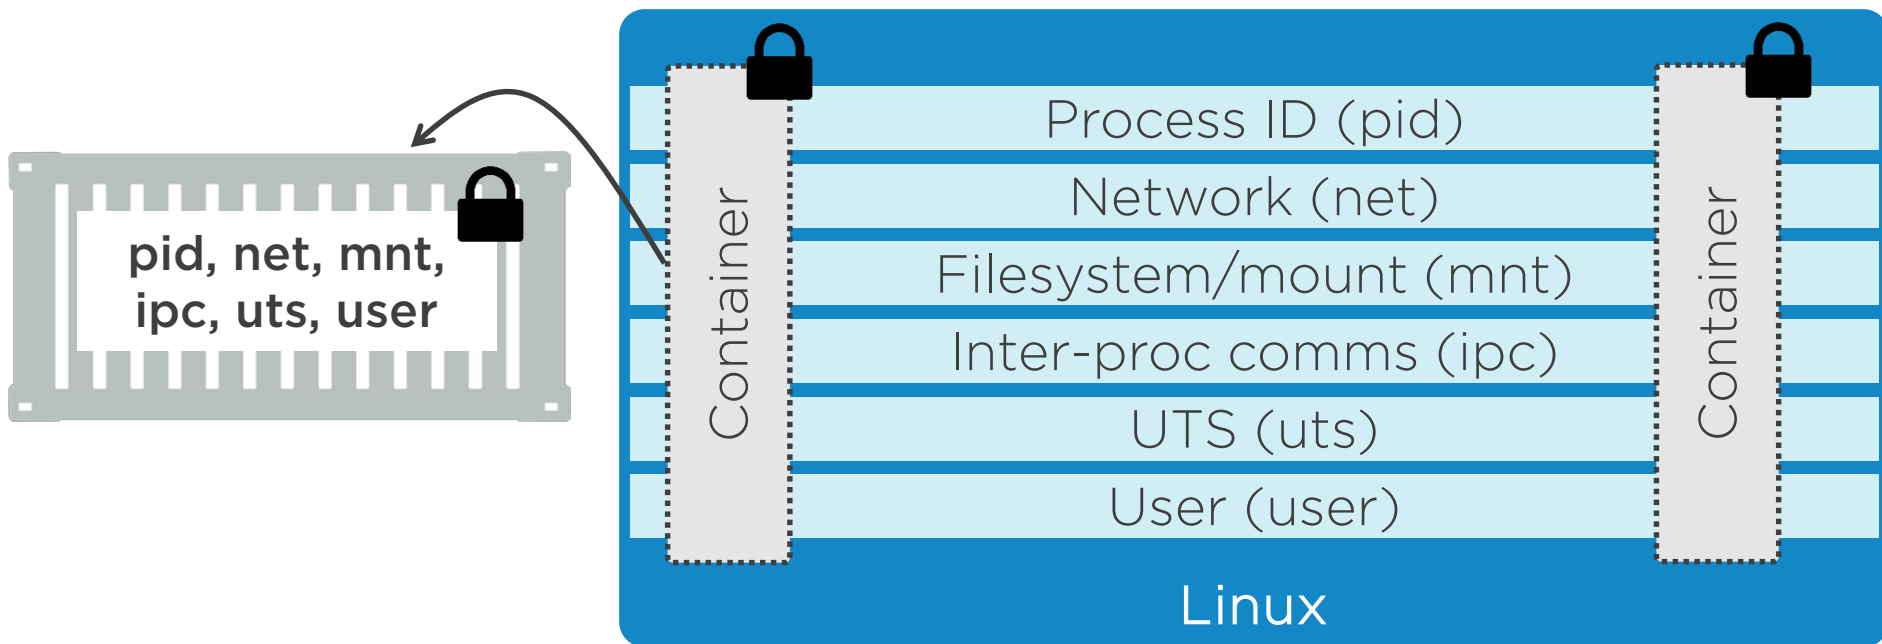 pid, net, mnt,
ipc, uts, user
Container
Process ID (pid)
Network (net)
Filesystem/mount (mnt)
Inter-proc comms (ipc)
UTS (uts)
User (user)
Container
Linux